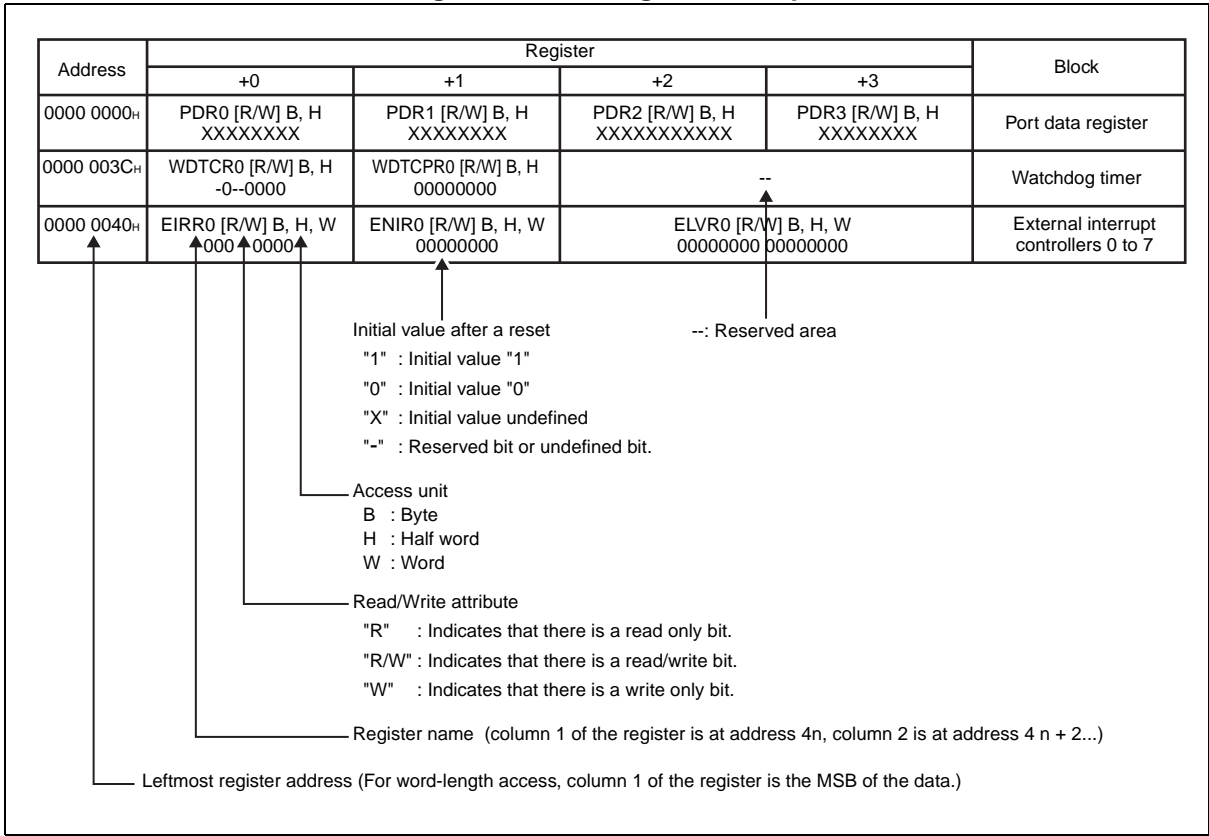 Address
Register
Block
+0
+1
+2
+3
0000 0000H
PDR0 [R/W] B, H
XXXXXXXX
PDR1 [R/W] B, H
XXXXXXXX
PDR2 [R/W] B, H
XXXXXXXXXXX
PDR3 [R/W] B, H
XXXXXXXX
Port data register
0000 003CH
WDTCR0 [R/W] B, H
-0--0000
WDTCPR0 [R/W] B, H
00000000
--
Watchdog timer
0000 0040H
EIRR0 [R/W] B, H, W
000 0000
ENIR0 [R/W] B, H, W
00000000
ELVR0 [R/W] B, H, W
00000000 00000000
External interrupt
controllers 0 to 7
Initial value after a reset
"1" : Initial value "1"
"0" : Initial value "0"
"X" : Initial value undefined
"-" : Reserved bit or undefined bit.
--: Reserved area
Access unit
B : Byte
H : Half word
W : Word
Read/Write attribute
"R" : Indicates that there is a read only bit.
"R/W" : Indicates that there is a read/write bit.
"W" : Indicates that there is a write only bit.
Register name (column 1 of the register is at address 4n, column 2 is at address 4 n + 2...)
Leftmost register address (For word-length access, column 1 of the register is the MSB of the data.)